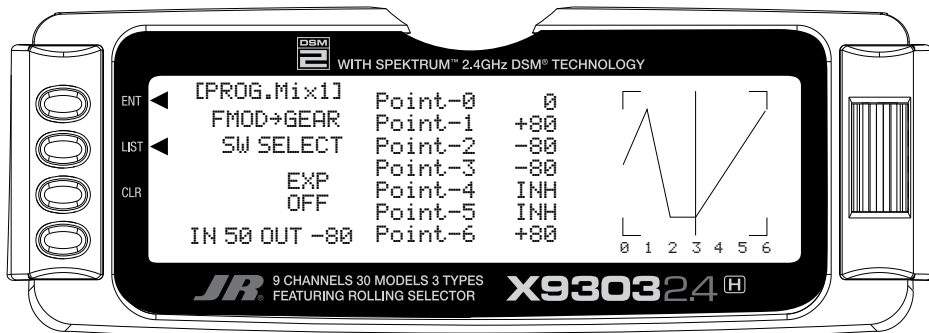 DSM
2
WITH SPEKTRUM™ 2.4GHz DSM® TECHNOLOGY
ENT
LIST
CLR
[PROG.Mix1]
FMOD→GEAR
SW SELECT
EXP
OFF
IN 50 OUT -80
Point-0 0
Point-1 +80
Point-2 -80
Point-3 -80
Point-4 INH
Point-5 INH
Point-6 +80
0 1 2 3 4 5 6
JR®
9 CHANNELS 30 MODELS 3 TYPES
FEATURING ROLLING SELECTOR
X9303 2.4 H